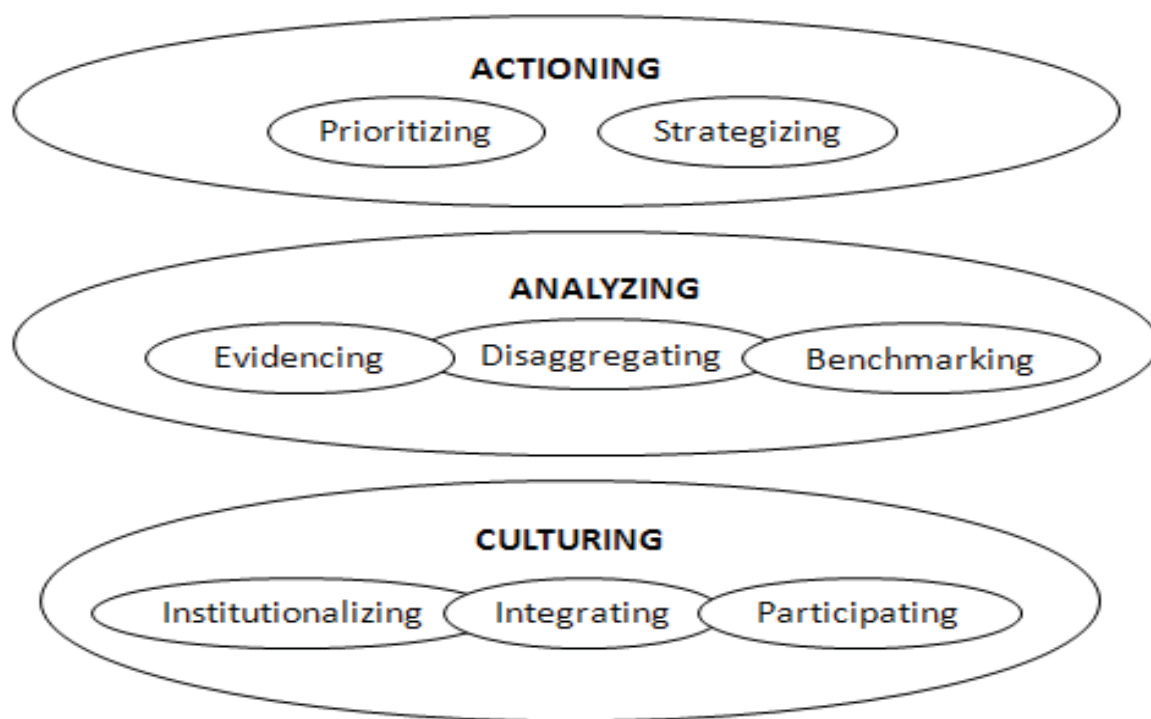 ACTIONING
Prioritizing Strategizing
ANALYZING
Evidencing Disaggregating Benchmarking
CULTURING
Institutionalizing Integrating Participating